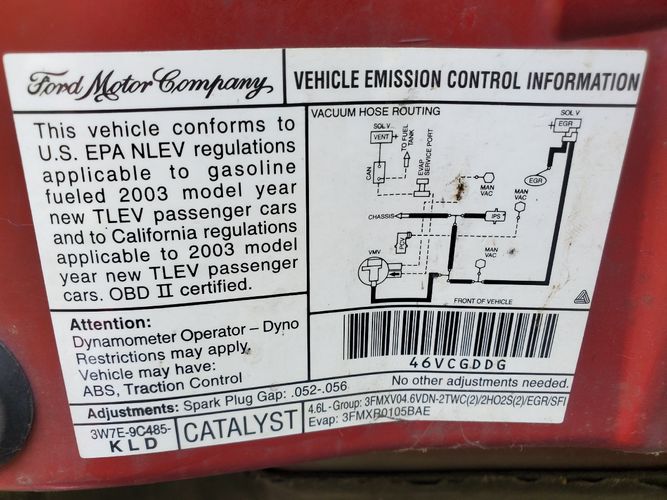 Ford Motor Company
VEHICLE EMISSION CONTROL INFORMATION
This vehicle conforms to
U.S. EPA NLEV regulations
applicable to gasoline
fueled 2003 model year
new TLEV passenger cars
and to California regulations
applicable to 2003 model
year new TLEV passenger
cars. OBD II certified.
VACUUM HOSE ROUTING
SOL V
VENT
TO FUEL
TANK
EVAP
SERVICE PORT
CAN
SOL V
EGR
EGR
MAN
VAC
MAN
VAC
CHASSIS
IPS
PCV
VMV
MAN
VAC
FRONT OF VEHICLE
Attention:
Dynamometer Operator – Dyno
Restrictions may apply.
Vehicle may have:
ABS, Traction Control
46VCGDDG
Adjustments: Spark Plug Gap: .052-.056
No other adjustments needed.
3W7E-9C485-
KLD
CATALYST
4.6L-Group: 3FMXV04.6VDN-2TWC(2)/2HO2S(2)/EGR/SFI
Evap: 3FMXR0105BAE